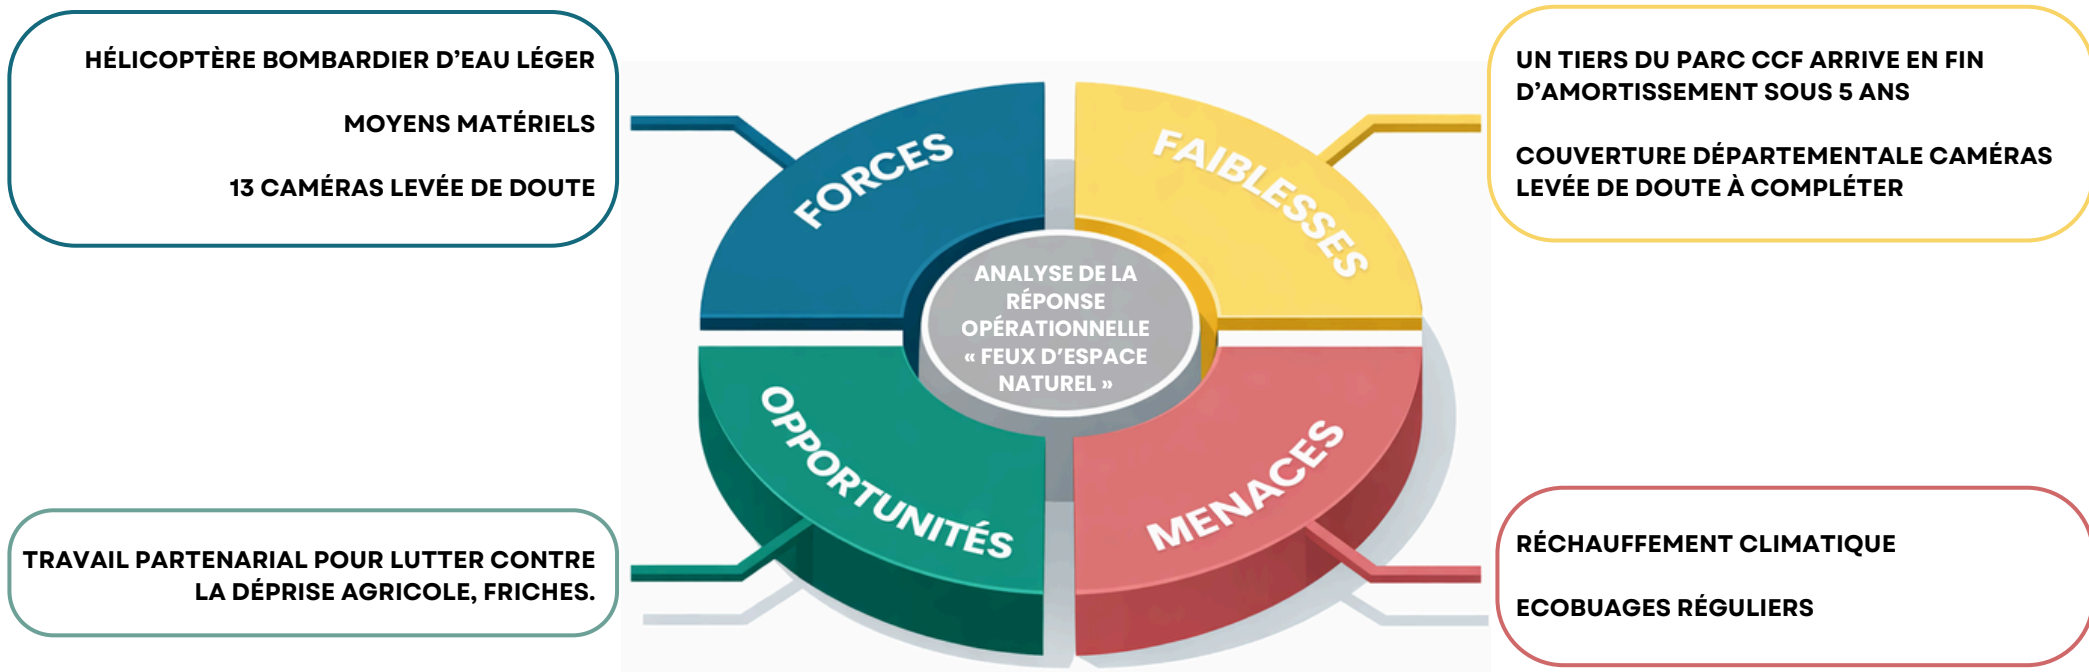 HÉLICOPTÈRE BOMBARDIER D’EAU LÉGER
MOYENS MATÉRIELS
13 CAMÉRAS LEVÉE DE DOUTE
UN TIERS DU PARC CCF ARRIVE EN FIN
D’AMORTISSEMENT SOUS 5 ANS
COUVERTURE DÉPARTEMENTALE CAMÉRAS
LEVÉE DE DOUTE À COMPLÉTER
FORCES
FAIBLESSES
ANALYSE DE LA
RÉPONSE
OPÉRATIONNELLE
« FEUX D’ESPACE
NATUREL »
OPPORTUNITÉS
MENACES
TRAVAIL PARTENARIAL POUR LUTTER CONTRE
LA DÉPRISE AGRICOLE, FRICHES.
RÉCHAUFFEMENT CLIMATIQUE
ECOBUAGES RÉGULIERS